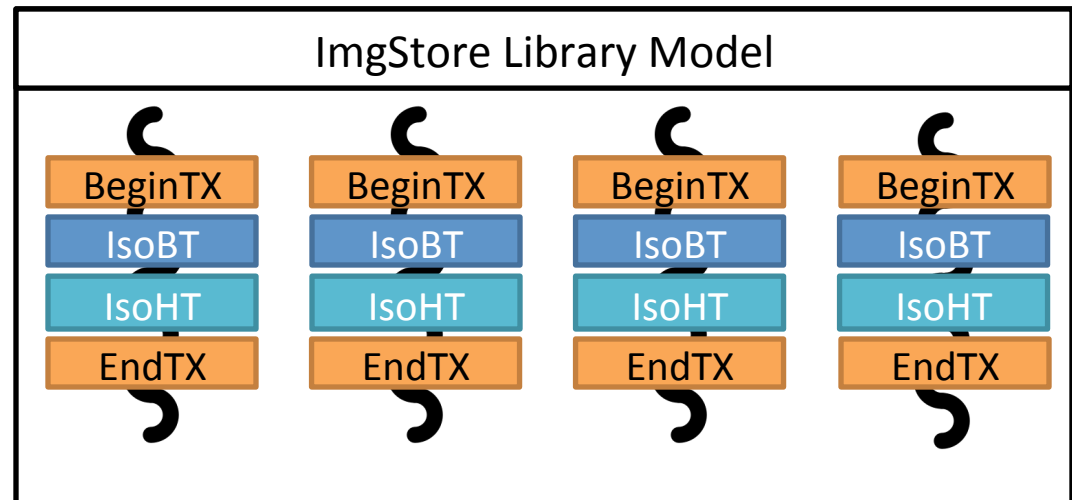 ImgStore Library Model
BeginTX BeginTX BeginTX BeginTX
IsoBT IsoBT IsoBT IsoBT
IsoHT IsoHT IsoHT IsoHT
EndTX EndTX EndTX EndTX